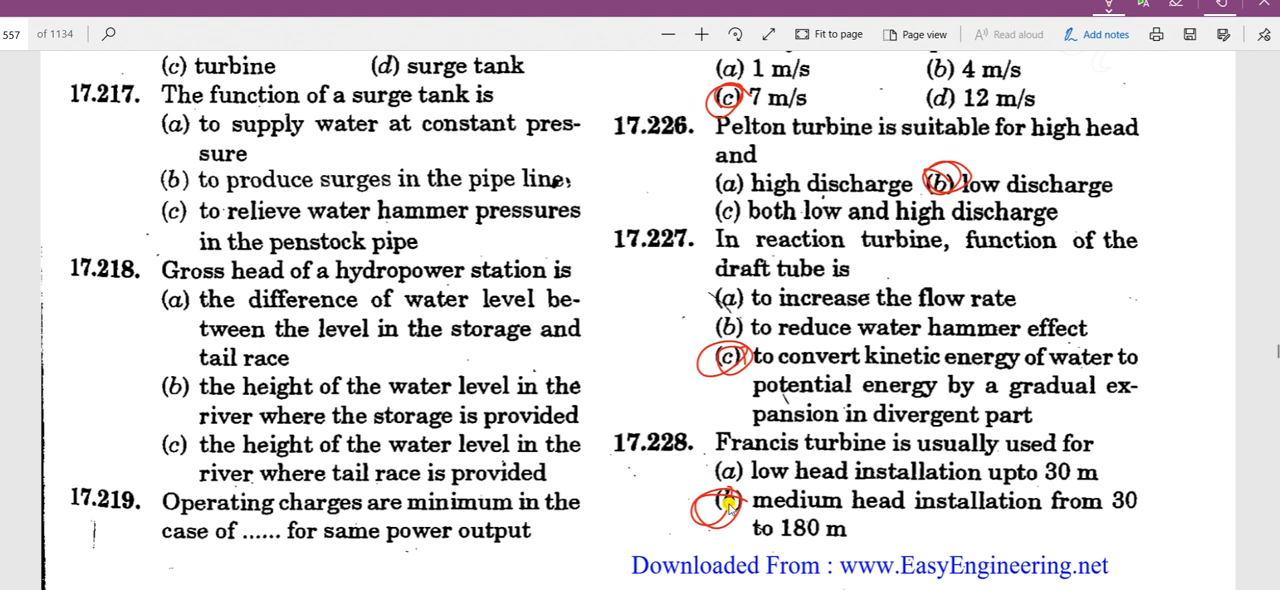 557 of 1134
Fit to page
Page view
Read aloud
Add notes
(c) turbine (d) surge tank
17.217. The function of a surge tank is
(a) to supply water at constant pres-
sure
(b) to produce surges in the pipe line.
(c) to relieve water hammer pressures
in the penstock pipe
17.218. Gross head of a hydropower station is
(a) the difference of water level be-
tween the level in the storage and
tail race
(b) the height of the water level in the
river where the storage is provided
(c) the height of the water level in the
river where tail race is provided
17.219. Operating charges are minimum in the
case of ...... for same power output
(a) 1 m/s (b) 4 m/s
(c) 7 m/s (d) 12 m/s
17.226. Pelton turbine is suitable for high head
and
(a) high discharge (b) low discharge
(c) both low and high discharge
17.227. In reaction turbine, function of the
draft tube is
(a) to increase the flow rate
(b) to reduce water hammer effect
(c) to convert kinetic energy of water to
potential energy by a gradual ex-
pansion in divergent part
17.228. Francis turbine is usually used for
(a) low head installation upto 30 m
(b) medium head installation from 30
to 180 m
Downloaded From : www.EasyEngineering.net